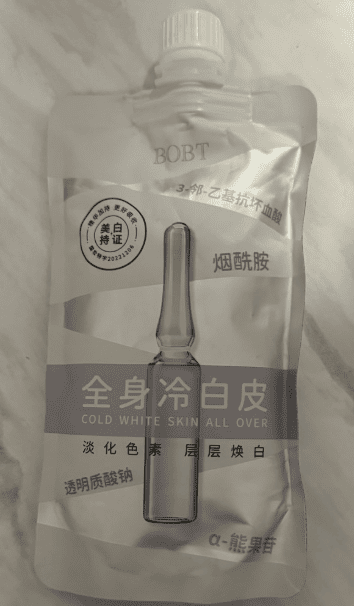 BOBT
3-邻-乙基抗坏血酸
美白
持证
烟酰胺
全身冷白皮
COLD WHITE SKIN ALL OVER
淡化色素 层层焕白
透明质酸钠
α-熊果苷